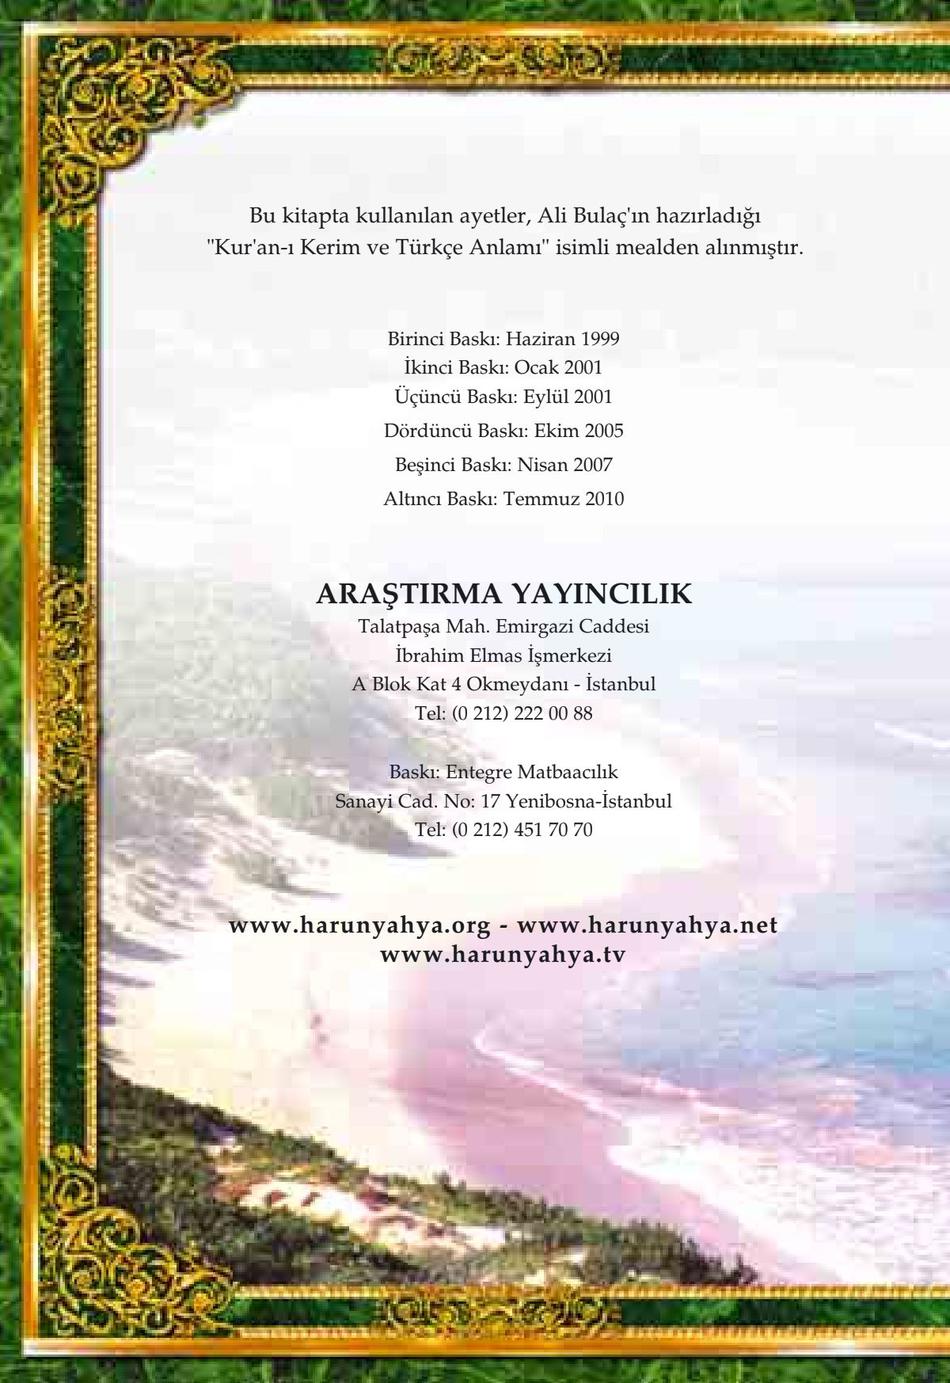 Bu kitapta kullanılan ayetler, Ali Bulaç'ın hazırladığı
"Kur'an-ı Kerim ve Türkçe Anlamı" isimli mealden alınmıştır.
Birinci Baskı: Haziran 1999
İkinci Baskı: Ocak 2001
Üçüncü Baskı: Eylül 2001
Dördüncü Baskı: Ekim 2005
Beşinci Baskı: Nisan 2007
Altıncı Baskı: Temmuz 2010
ARAŞTIRMA YAYINCILIK
Talatpaşa Mah. Emirgazi Caddesi
İbrahim Elmas İşmerkezi
A Blok Kat 4 Okmeydanı - İstanbul
Tel: (0 212) 222 00 88
Baskı: Entegre Matbaacılık
Sanayi Cad. No: 17 Yenibosna-İstanbul
Tel: (0 212) 451 70 70
www.harunyahya.org - www.harunyahya.net
www.harunyahya.tv